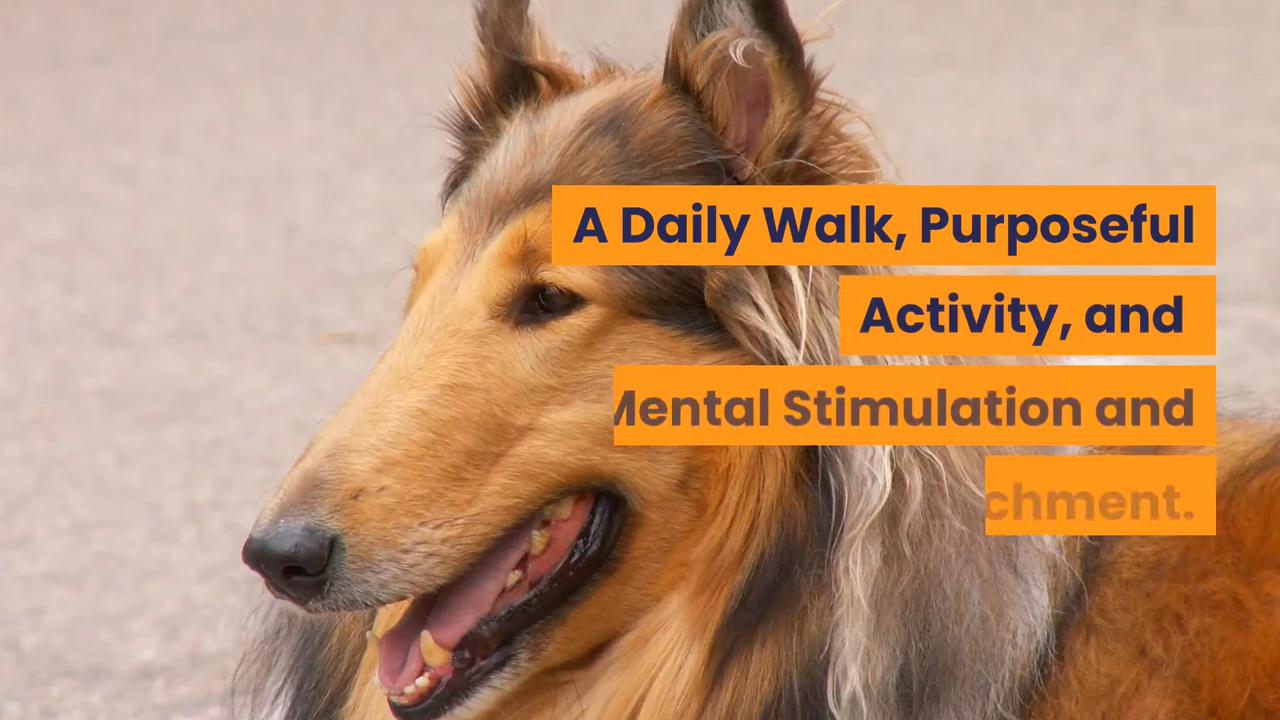 A Daily Walk, Purposeful
Activity, and
Mental Stimulation and
chment.